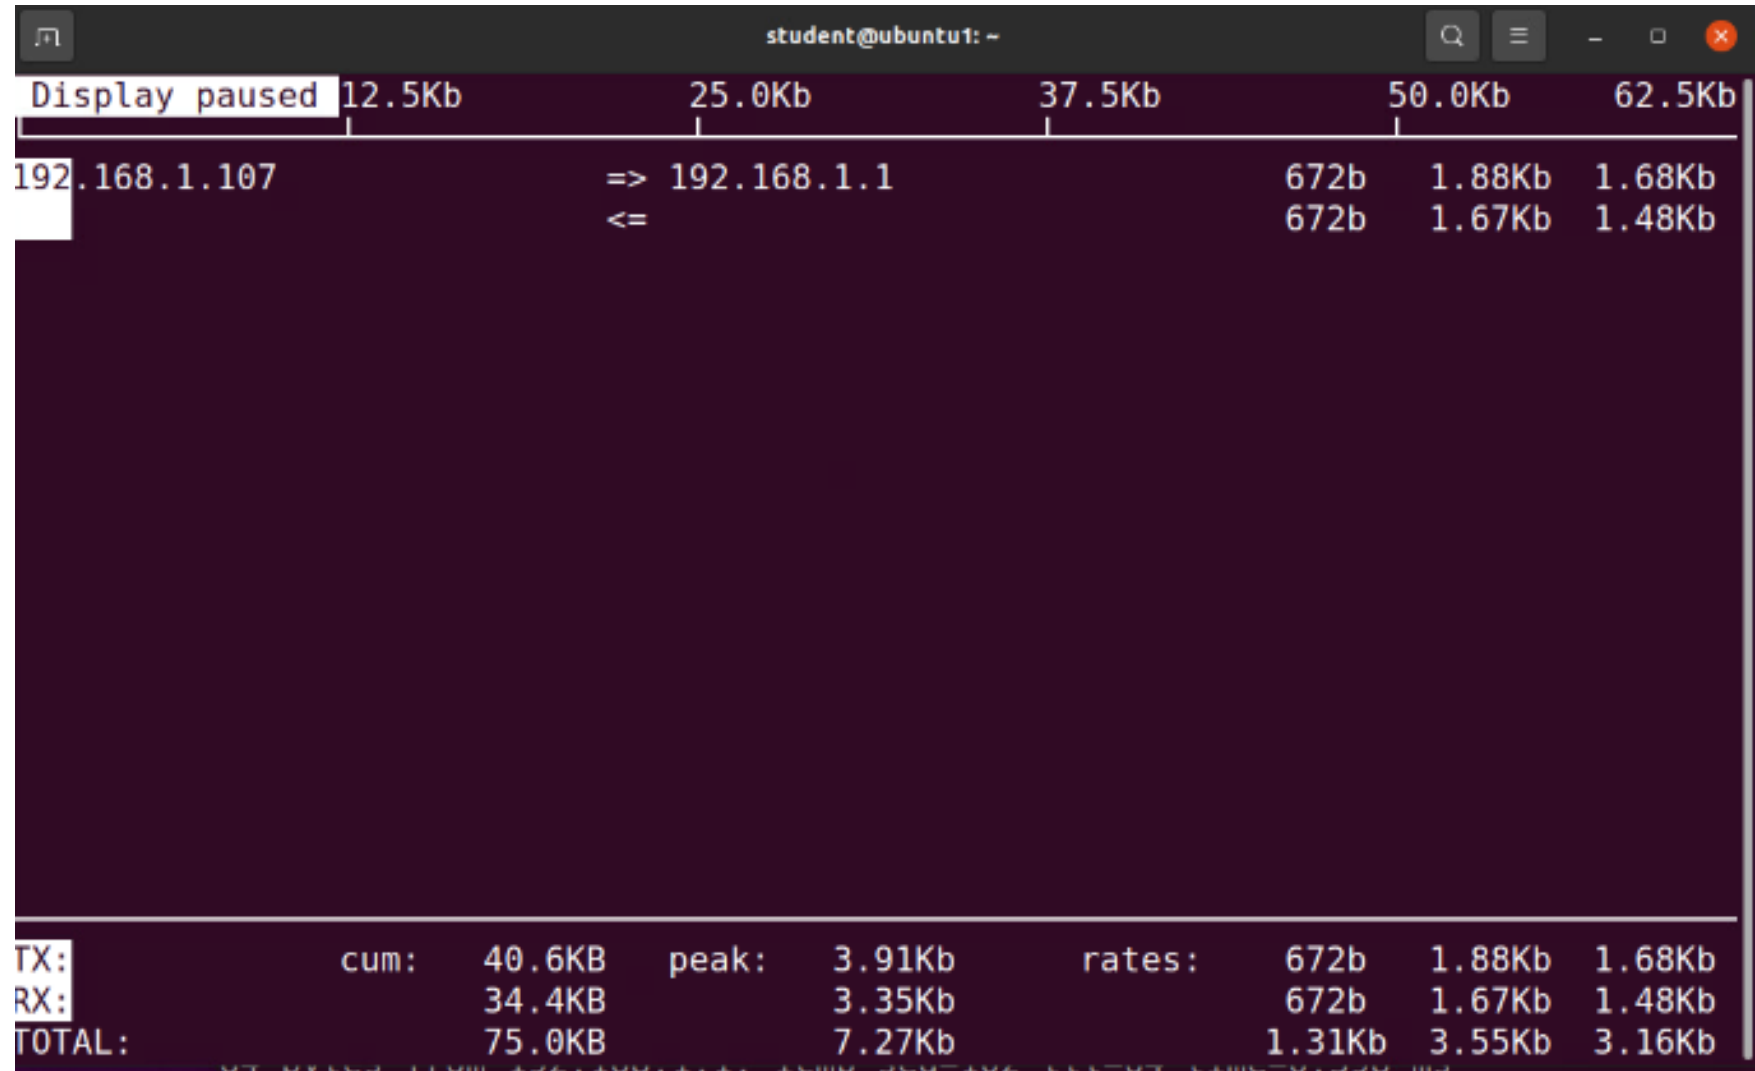 student@ubuntu1: ~
Display paused 12.5Kb 25.0Kb 37.5Kb 50.0Kb 62.5Kb
192.168.1.107 => 192.168.1.1 672b 1.88Kb 1.68Kb
<= 672b 1.67Kb 1.48Kb
TX: cum: 40.6KB peak: 3.91Kb rates: 672b 1.88Kb 1.68Kb
RX: 34.4KB 3.35Kb 672b 1.67Kb 1.48Kb
TOTAL: 75.0KB 7.27Kb 1.31Kb 3.55Kb 3.16Kb